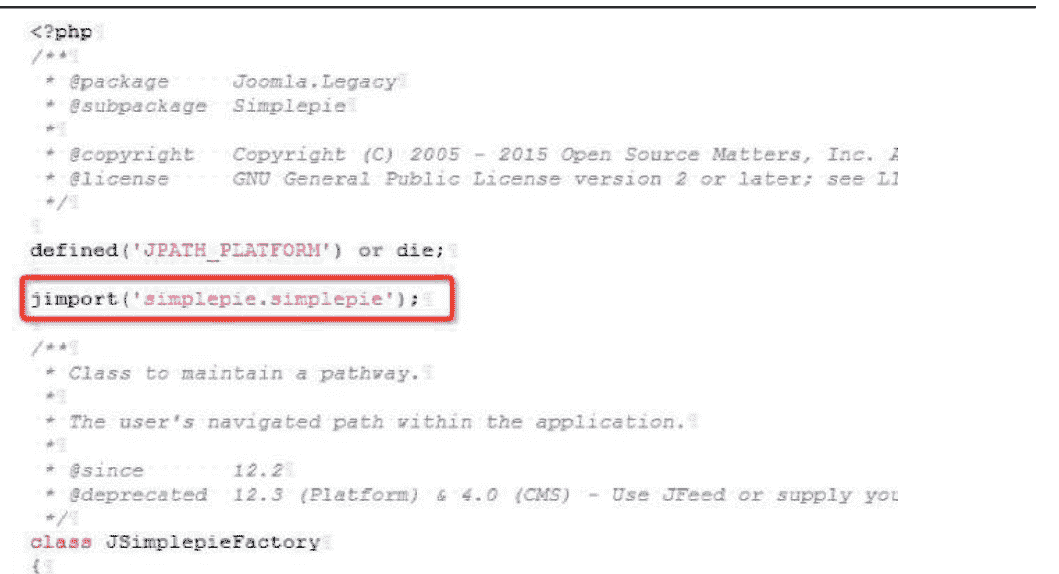 <?php
/**
 * @package     Joomla.Legacy
 * @subpackage  Simplepie
 *
 * @copyright   Copyright (C) 2005 - 2015 Open Source Matters, Inc. A
 * @license     GNU General Public License version 2 or later; see LI
 */
defined('JPATH_PLATFORM') or die;
jimport('simplepie.simplepie');
/**
 * Class to maintain a pathway.
 *
 * The user's navigated path within the application.
 *
 * @since       12.2
 * @deprecated  12.3 (Platform) & 4.0 (CMS) - Use JFeed or supply you
 */
class JSimplepieFactory
{